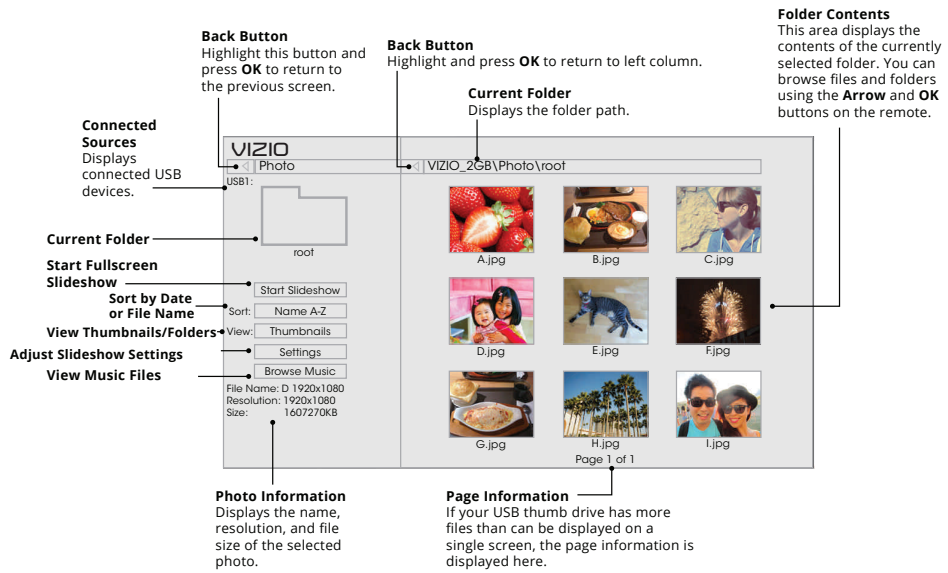 Folder Contents
This area displays the
contents of the currently
selected folder. You can
browse files and folders
using the Arrow and OK
buttons on the remote.
Back Button
Highlight this button and
press OK to return to
the previous screen.
Back Button
Highlight and press OK to return to left column.
Current Folder
Displays the folder path.
Connected
Sources
Displays
connected USB
devices.
VIZIO
Photo
VIZIO_2GB\Photo\root
USB1:
root
Current Folder
Start Fullscreen
Slideshow
Start Slideshow
Sort by Date
or File Name
Sort:
Name A-Z
View Thumbnails/Folders
View:
Thumbnails
Adjust Slideshow Settings
Settings
View Music Files
Browse Music
File Name: D 1920x1080
Resolution: 1920x1080
Size: 1607270KB
A.jpg
B.jpg
C.jpg
D.jpg
E.jpg
F.jpg
G.jpg
H.jpg
I.jpg
Page 1 of 1
Photo Information
Displays the name,
resolution, and file
size of the selected
photo.
Page Information
If your USB thumb drive has more
files than can be displayed on a
single screen, the page information is
displayed here.